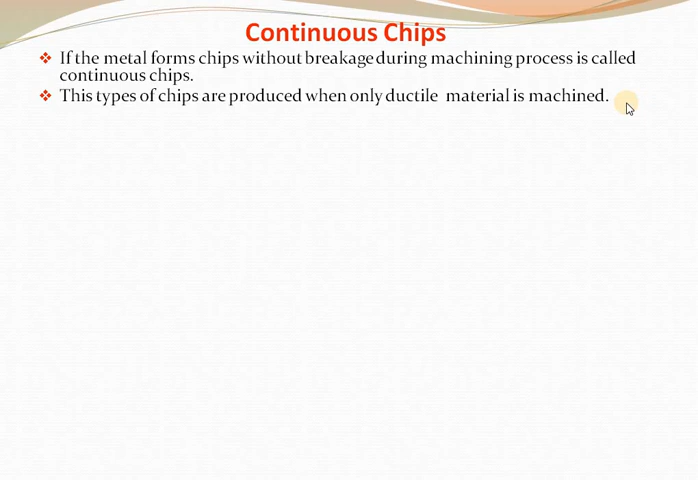 Continuous Chips
If the metal forms chips without breakage during machining process is called
continuous chips.
This types of chips are produced when only ductile material is machined.